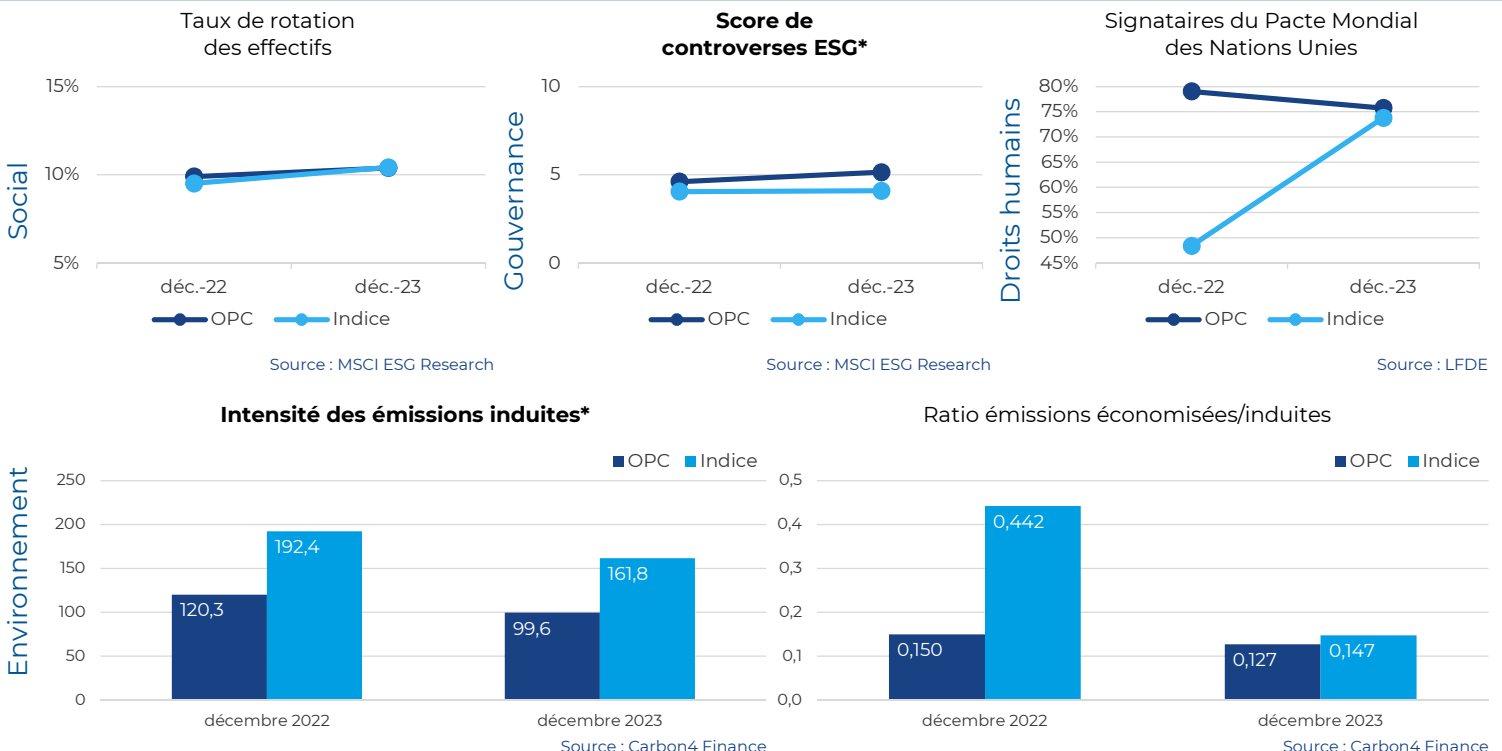 Taux de rotation
des effectifs
Social
15%
10%
5%
déc.-22 déc.-23
OPC Indice
Source : MSCI ESG Research
Score de
controverses ESG*
Gouvernance
10
5
0
déc.-22 déc.-23
OPC Indice
Source : MSCI ESG Research
Signataires du Pacte Mondial
des Nations Unies
Droits humains
80%
75%
70%
65%
60%
55%
50%
45%
déc.-22 déc.-23
OPC Indice
Source : LFDE
Environnement
Intensité des émissions induites*
OPC Indice
250
200
150
100
50
0
120,3
192,4
99,6
161,8
décembre 2022 décembre 2023
Source : Carbon4 Finance
Ratio émissions économisées/induites
OPC Indice
0,5
0,4
0,3
0,2
0,1
0,0
0,150
0,442
0,127
0,147
décembre 2022 décembre 2023
Source : Carbon4 Finance